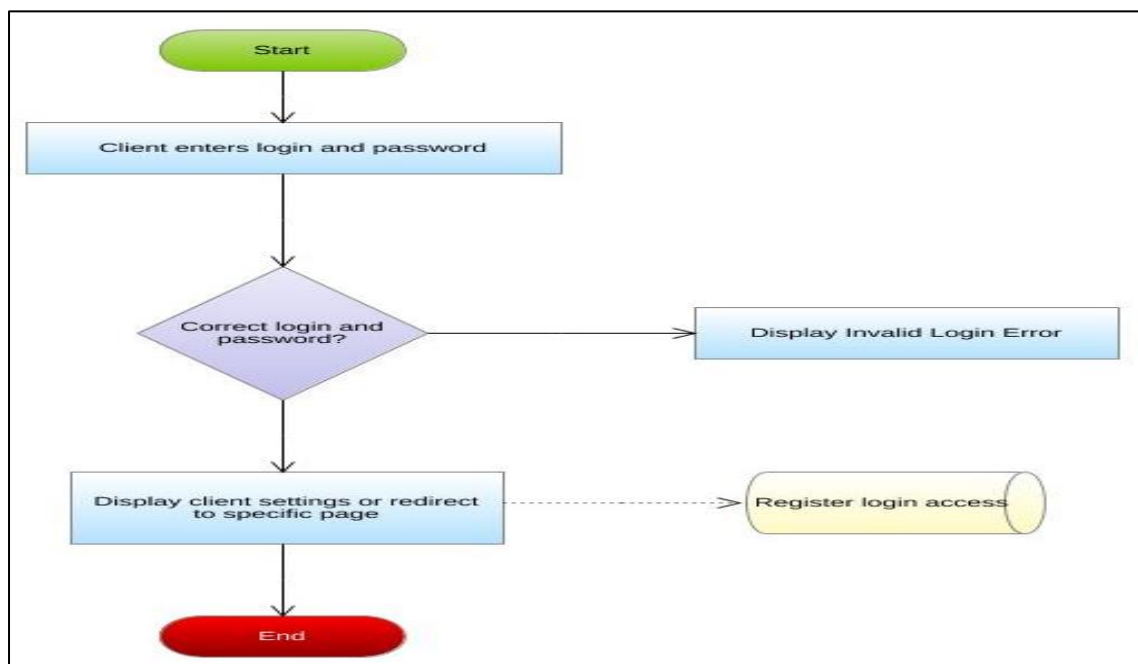 Start
Client enters login and password
Correct login and
password?
Display Invalid Login Error
Display client settings or redirect
to specific page
Register login access
End